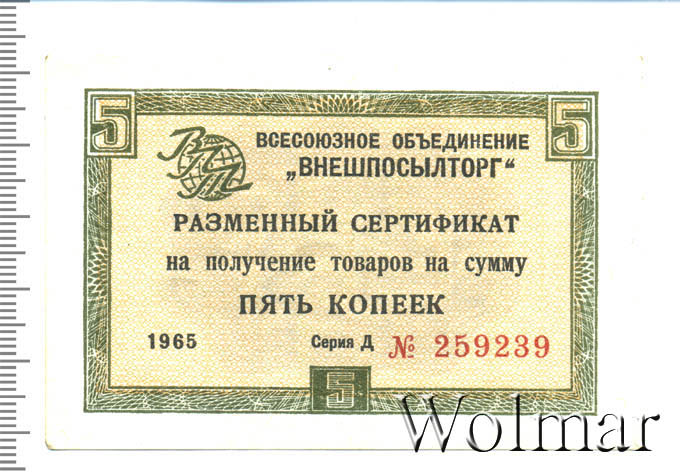 5 5
ВПТ
ВСЕСОЮЗНОЕ ОБЪЕДИНЕНИЕ
„ВНЕШПОСЫЛТОРГ“
РАЗМЕННЫЙ СЕРТИФИКАТ
на получение товаров на сумму
ПЯТЬ КОПЕЕК
1965 Серия Д № 259239
5
Wolmar